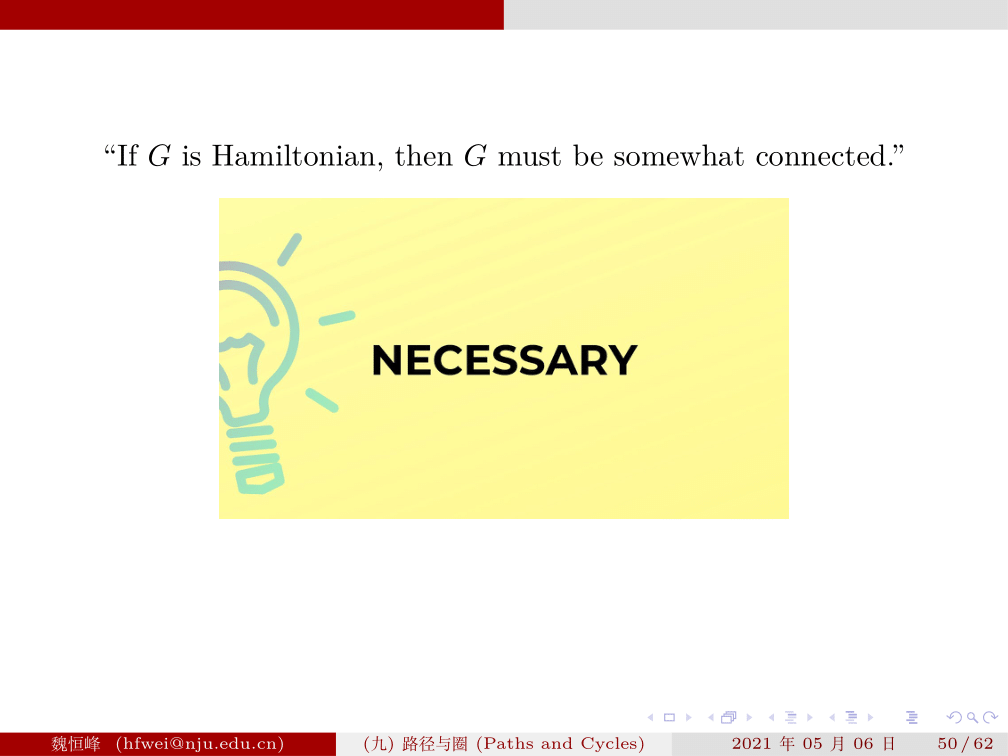 “If G is Hamiltonian, then G must be somewhat connected.”
NECESSARY
魏恒峰 (hfwei@nju.edu.cn) (九) 路径与圈 (Paths and Cycles) 2021 年 05 月 06 日 50 / 62